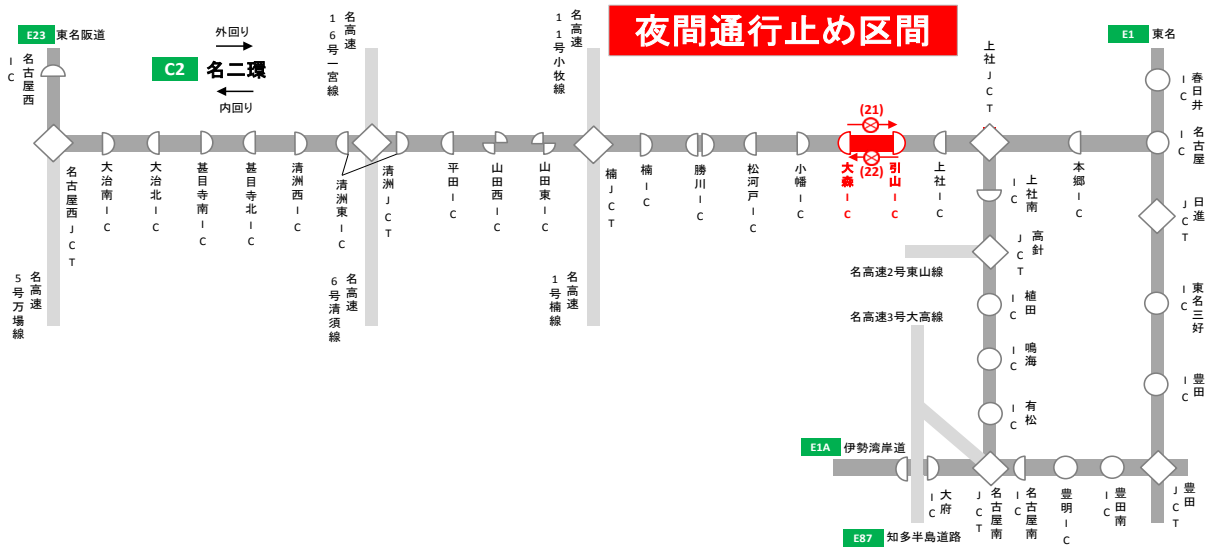 夜間通行止め区間
E23 東名阪道
外回り
C2 名二環
内回り
名高速
16号一宮線
名高速
11号小牧線
上社JCT
E1 東名
名古屋西IC
春日井IC
名古屋IC
(21)
(22)
名古屋西JCT
大治南IC
大治北IC
甚目寺南IC
甚目寺北IC
清洲西IC
清洲東IC
清洲JCT
平田IC
山田西IC
山田東IC
楠JCT
楠IC
勝川IC
松河戸IC
小幡IC
大森IC
引山IC
上社IC
本郷IC
上社南IC
日進JCT
高針JCT
名高速2号東山線
名高速
5号万場線
名高速
6号清須線
名高速
1号楠線
植田IC
東名三好IC
名高速3号大高線
鳴海IC
豊田IC
有松IC
E1A 伊勢湾岸道
大府IC
名古屋南JCT
名古屋南IC
豊明IC
豊田南IC
豊田JCT
E87 知多半島道路